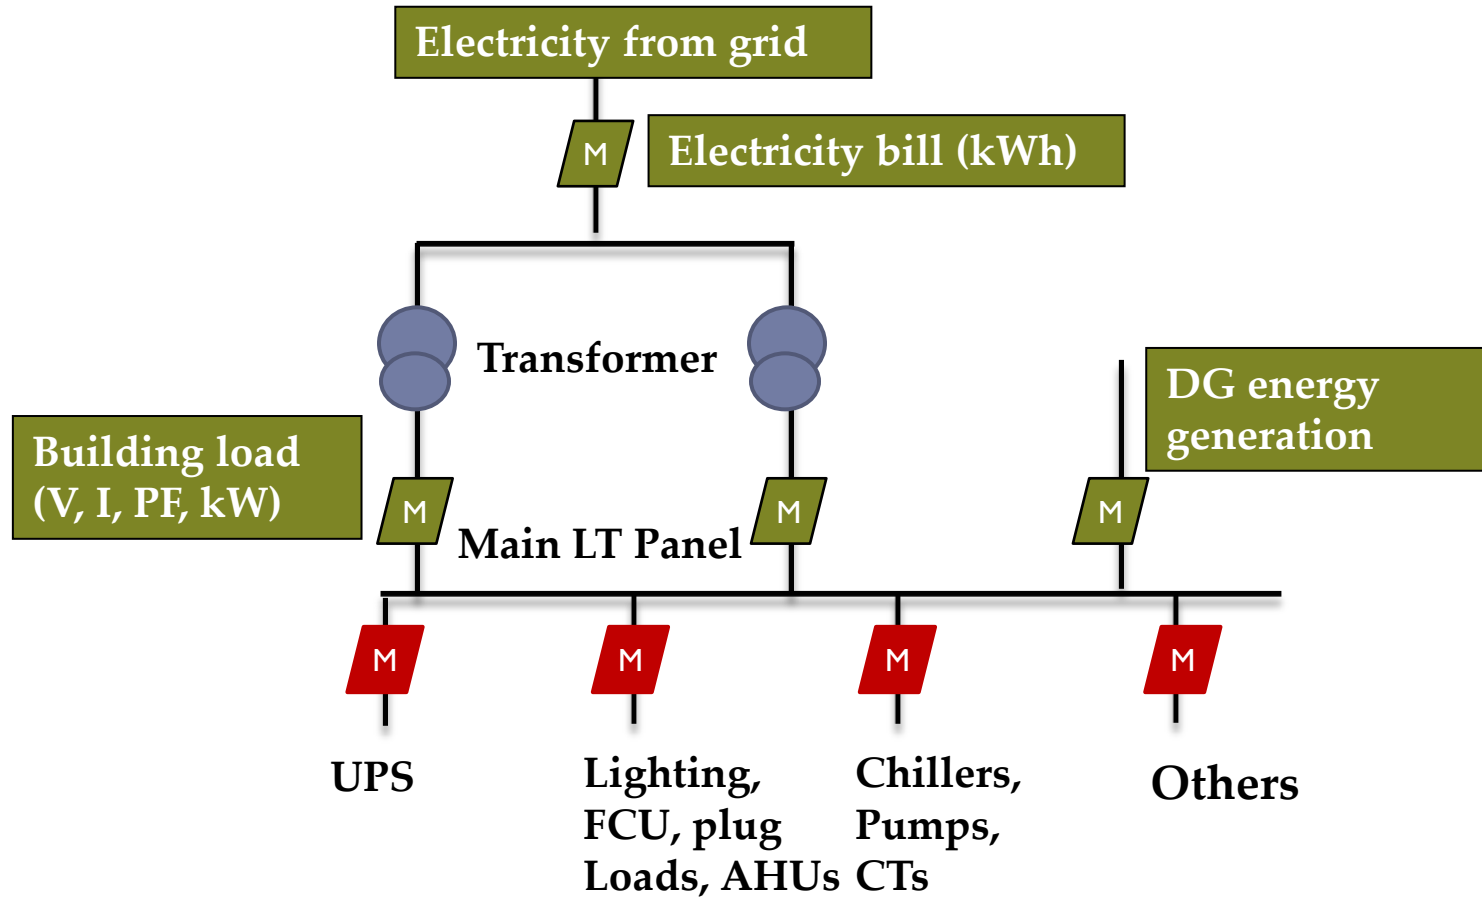 Electricity from grid
M
Electricity bill (kWh)
Transformer
DG energy
generation
Building load
(V, I, PF, kW)
M
Main LT Panel
M
M
M
M
M
M
UPS
Lighting,
FCU, plug
Loads, AHUs
Chillers,
Pumps,
CTs
Others